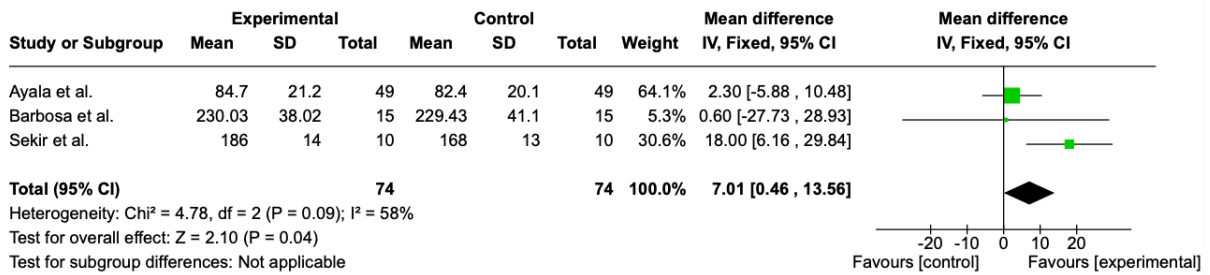 Experimental Control Mean difference Mean difference
Study or Subgroup Mean SD Total Mean SD Total Weight IV, Fixed, 95% CI IV, Fixed, 95% CI
Ayala et al. 84.7 21.2 49 82.4 20.1 49 64.1% 2.30 [-5.88 , 10.48]
Barbosa et al. 230.03 38.02 15 229.43 41.1 15 5.3% 0.60 [-27.73 , 28.93]
Sekir et al. 186 14 10 168 13 10 30.6% 18.00 [6.16 , 29.84]
Total (95% CI) 74 74 100.0% 7.01 [0.46 , 13.56]
Heterogeneity: Chi² = 4.78, df = 2 (P = 0.09); I² = 58%
Test for overall effect: Z = 2.10 (P = 0.04) -20 -10 0 10 20
Test for subgroup differences: Not applicable Favours [control] Favours [experimental]